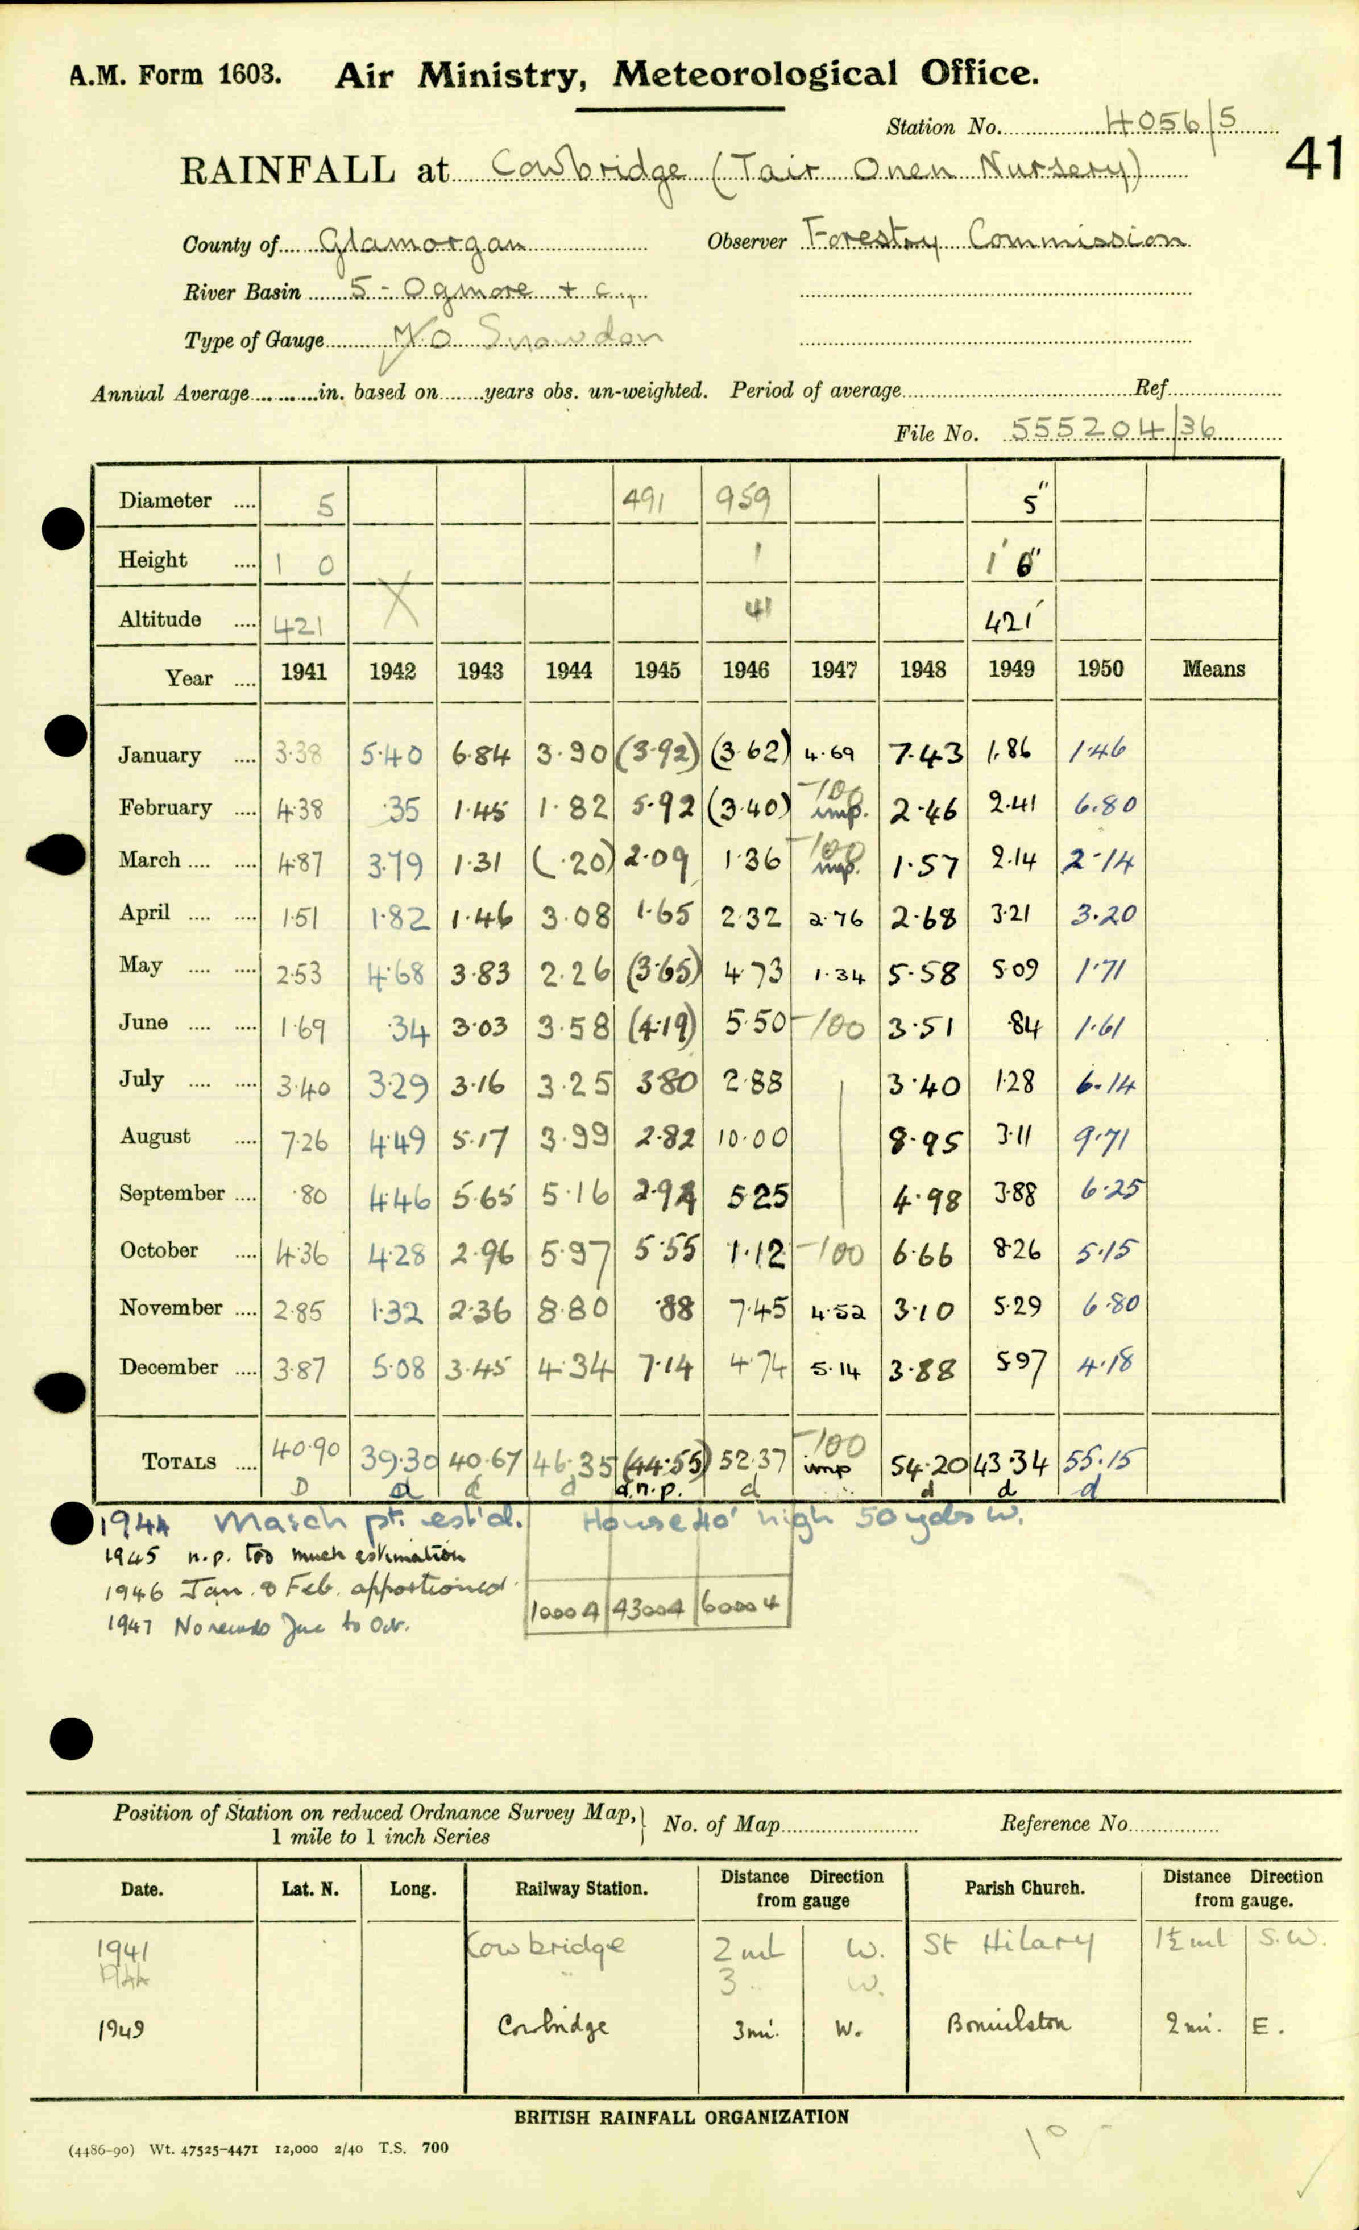 A.M. Form 1603. Air Ministry, Meteorological Office.
Station No. 4056/5
RAINFALL at Cowbridge (Tair Onen Nursery) 41
County of Glamorgan Observer Forestry Commission
River Basin 5 - Ogmore + c.,
Type of Gauge M.O Snowdon
Annual Average in. based on years obs. un-weighted. Period of average Ref
File No. 555204/36
Diameter 5 491 959 5"
Height 1 0 1 1' 0"
Altitude 421 X 41 421'
Year 1941 1942 1943 1944 1945 1946 1947 1948 1949 1950 Means
January 3.38 5.40 6.84 3.90 (3.92) (3.62) 4.69 7.43 1.86 1.46
February 4.38 .35 1.45 1.82 5.92 (3.40) -100 imp. 2.46 2.41 6.80
March 4.87 3.79 1.31 (.20) 2.09 1.36 -100 imp. 1.57 2.14 2.14
April 1.51 1.82 1.46 3.08 1.65 2.32 2.76 2.68 3.21 3.20
May 2.53 4.68 3.83 2.26 (3.65) 4.73 1.34 5.58 5.09 1.71
June 1.69 .34 3.03 3.58 (4.19) 5.50 -100 3.51 .84 1.61
July 3.40 3.29 3.16 3.25 3.80 2.88 3.40 1.28 6.14
August 7.26 4.49 5.17 3.99 2.82 10.00 8.95 3.11 9.71
September .80 4.46 5.65 5.16 2.94 5.25 4.98 3.88 6.25
October 4.36 4.28 2.96 5.97 5.55 1.12 -100 6.66 8.26 5.15
November 2.85 1.32 2.36 8.80 .88 7.45 4.52 3.10 5.29 6.80
December 3.87 5.08 3.45 4.34 7.14 4.74 5.14 3.88 5.97 4.18
TOTALS 40.90 39.30 40.67 46.35 (44.55) 52.37 -100 imp 54.20 43.34 55.15
D d d d d.n.p. d d d d
1944 March pt. est'd. House 40' high 50 yds W.
1945 n.p. too much estimation
1946 Jan. & Feb. apportioned.
10004 43004 60004
1947 No records June to Oct.
Position of Station on reduced Ordnance Survey Map, 1 mile to 1 inch Series No. of Map Reference No.
Date. Lat. N. Long. Railway Station. Distance Direction from gauge Parish Church. Distance Direction from gauge.
1941 Cowbridge 2 ml W. St Hilary 1½ ml S.W.
1944 " 3 " W.
1949 Cowbridge 3 mi. W. Bonvilston 2 mi. E.
BRITISH RAINFALL ORGANIZATION
(4486-90) Wt. 47525-4471 12,000 2/40 T.S. 700